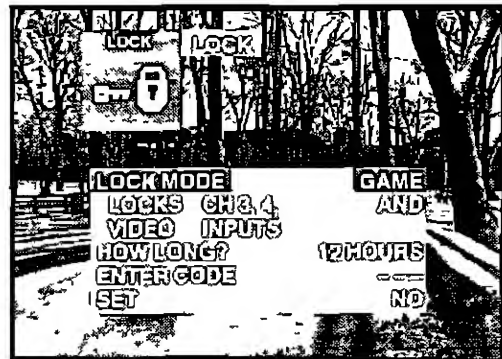 LOCK LOCK
LOCK MODE GAME
LOCKS CH 3, 4, AND
VIDEO INPUTS
HOW LONG? 12 HOURS
ENTER CODE – – – –
SET NO